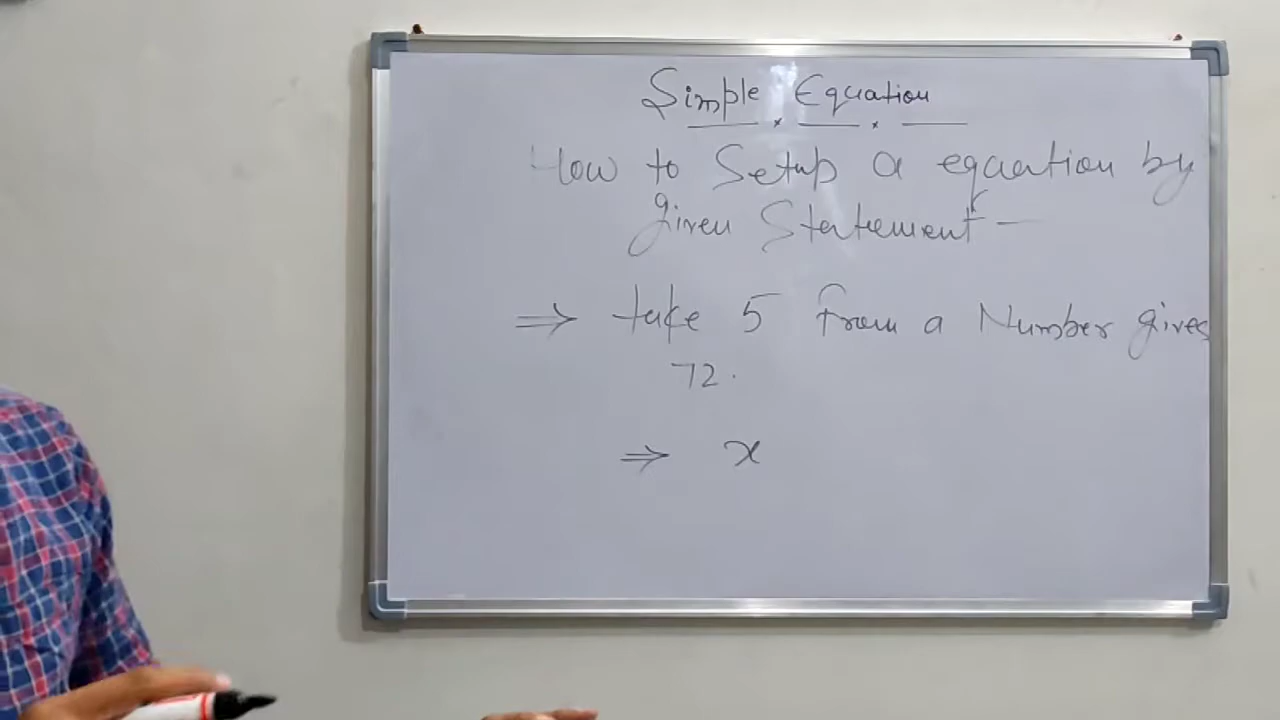 Simple Equation
How to Setup a equation by
given Statement -
⇒ take 5 from a Number gives
72.
⇒ x